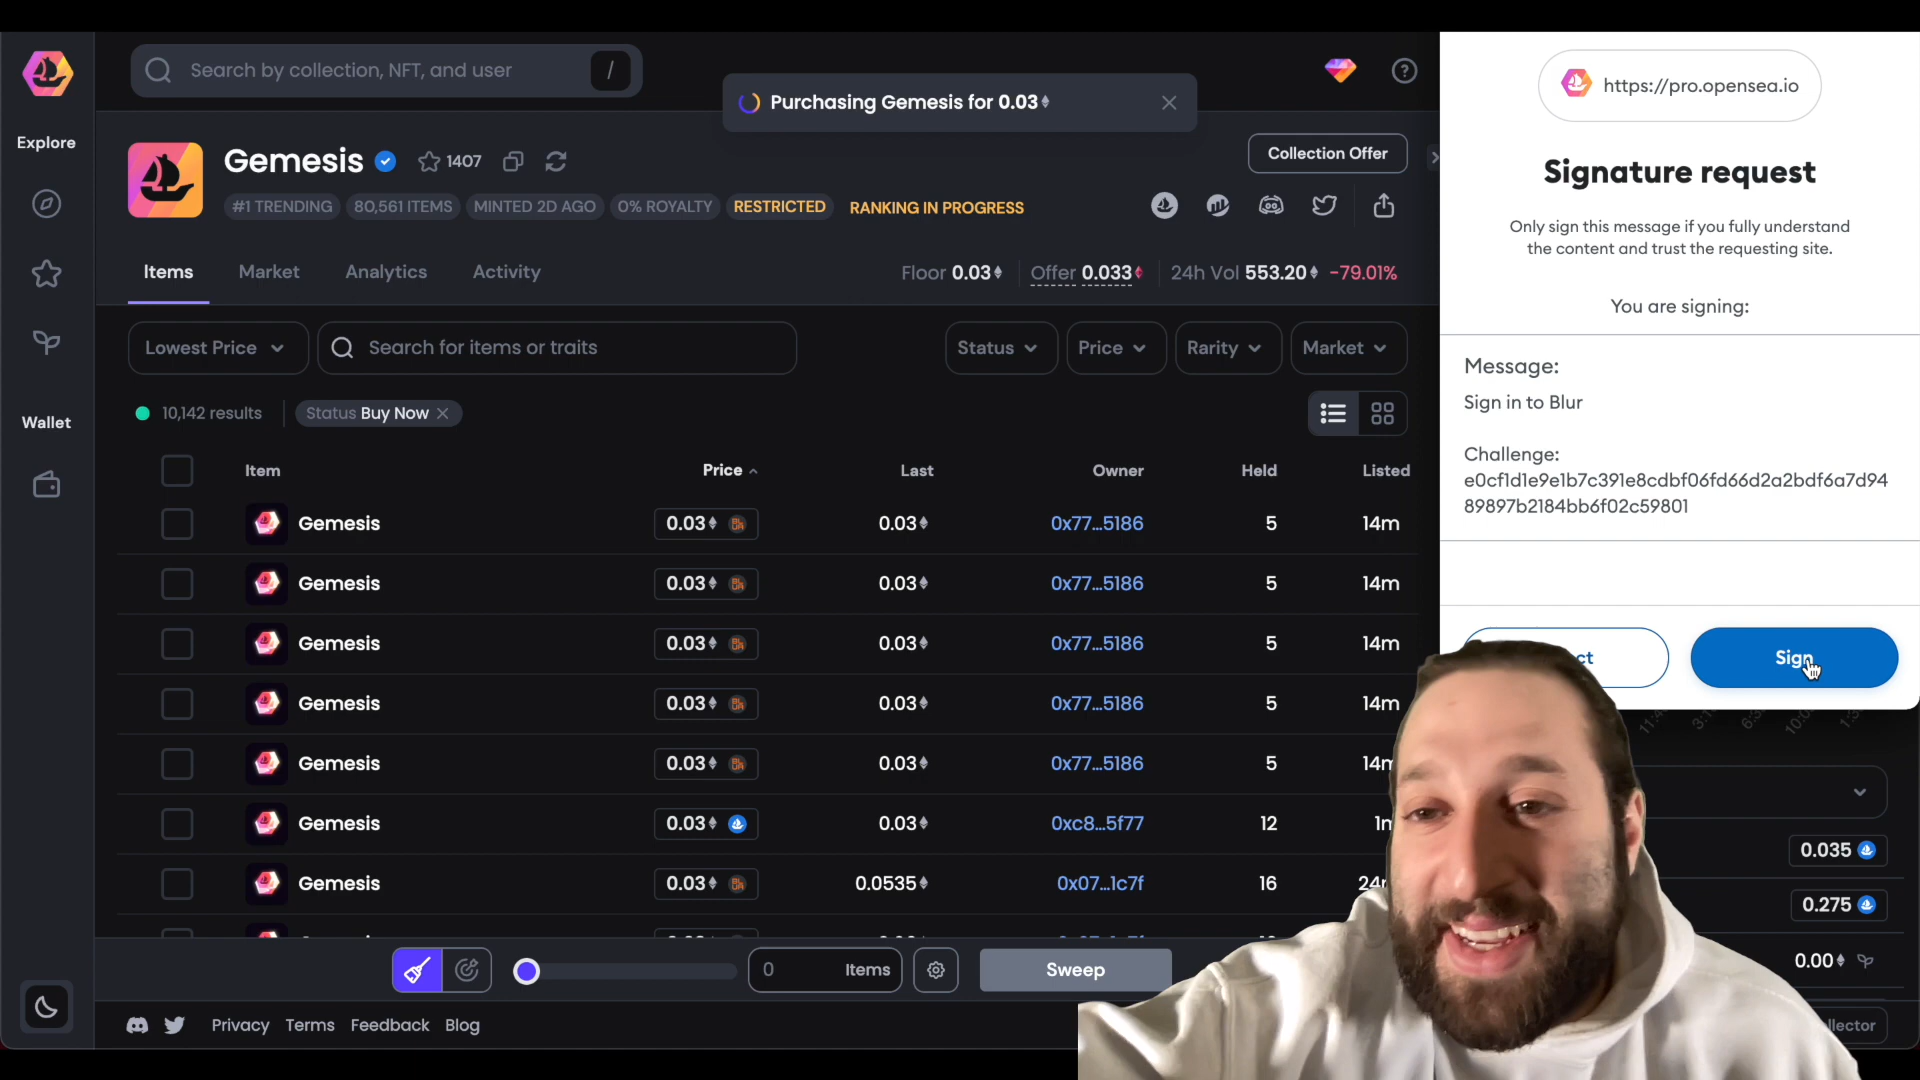 Search by collection, NFT, and user
/
Purchasing Gemesis for 0.03
https://pro.opensea.io
Explore
Gemesis
1407
Collection Offer
#1 TRENDING
80,561 ITEMS
MINTED 2D AGO
0% ROYALTY
RESTRICTED
RANKING IN PROGRESS
Items
Market
Analytics
Activity
Floor 0.03
Offer 0.033
24h Vol 553.20 -79.01%
Lowest Price
Search for items or traits
Status
Price
Rarity
Market
10,142 results
Status Buy Now
Wallet
Item Price Last Owner Held Listed
Gemesis 0.03 0.03 0x77...5186 5 14m
Gemesis 0.03 0.03 0x77...5186 5 14m
Gemesis 0.03 0.03 0x77...5186 5 14m
Gemesis 0.03 0.03 0x77...5186 5 14m
Gemesis 0.03 0.03 0x77...5186 5 14m
Gemesis 0.03 0.03 0xc8...5f77 12
Gemesis 0.03 0.0535 0x07...1c7f 16
0 Items
Sweep
Privacy Terms Feedback Blog
Signature request
Only sign this message if you fully understand
the content and trust the requesting site.
You are signing:
Message:
Sign in to Blur
Challenge:
e0cf1d1e9e1b7c391e8cdbf06fd66d2a2bdf6a7d94
89897b2184bb6f02c59801
Sign
0.035
0.275
0.00